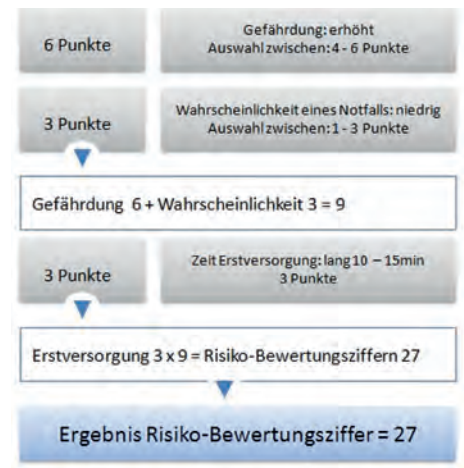 6 Punkte
Gefährdung: erhöht
Auswahl zwischen: 4 - 6 Punkte
3 Punkte
Wahrscheinlichkeit eines Notfalls: niedrig
Auswahl zwischen: 1 - 3 Punkte
Gefährdung 6 + Wahrscheinlichkeit 3 = 9
3 Punkte
Zeit Erstversorgung: lang 10 – 15min
3 Punkte
Erstversorgung 3 x 9 = Risiko-Bewertungsziffern 27
Ergebnis Risiko-Bewertungsziffer = 27